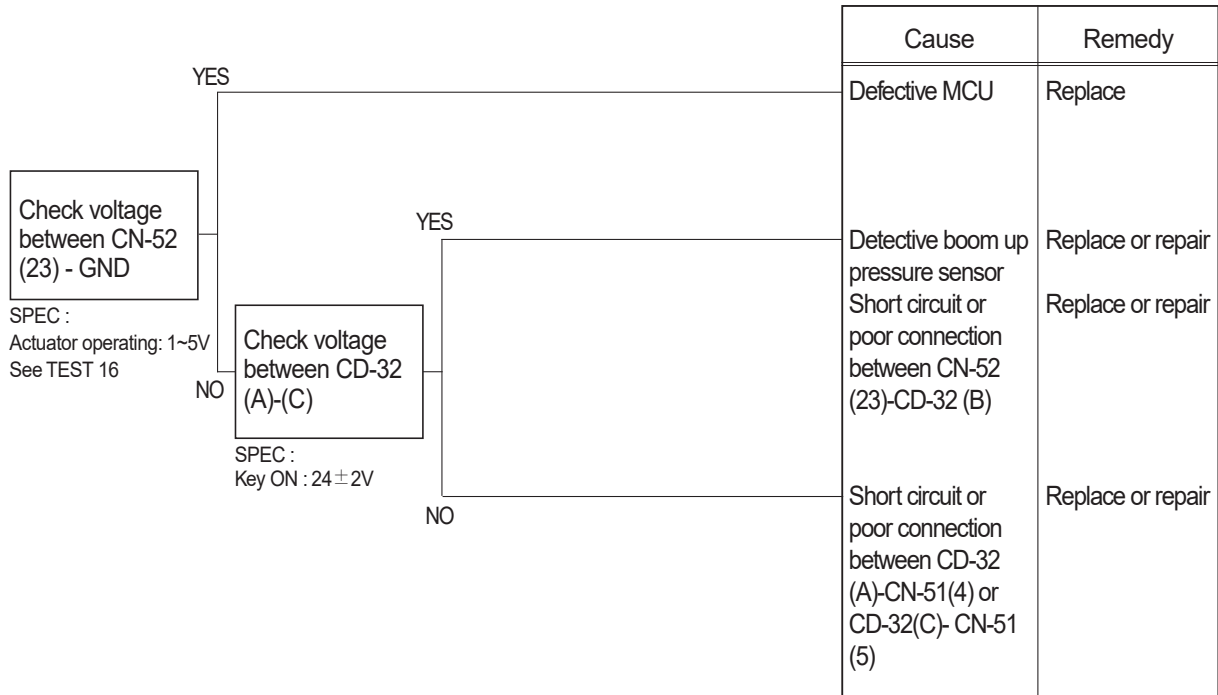 Cause
Remedy
YES
Defective MCU
Replace
Check voltage
between CN-52
(23) - GND
SPEC :
Actuator operating: 1~5V
See TEST 16
NO
YES
Check voltage
between CD-32
(A)-(C)
SPEC :
Key ON : 24±2V
NO
Detective boom up
pressure sensor
Replace or repair
Short circuit or
poor connection
between CN-52
(23)-CD-32 (B)
Replace or repair
Short circuit or
poor connection
between CD-32
(A)-CN-51(4) or
CD-32(C)- CN-51
(5)
Replace or repair